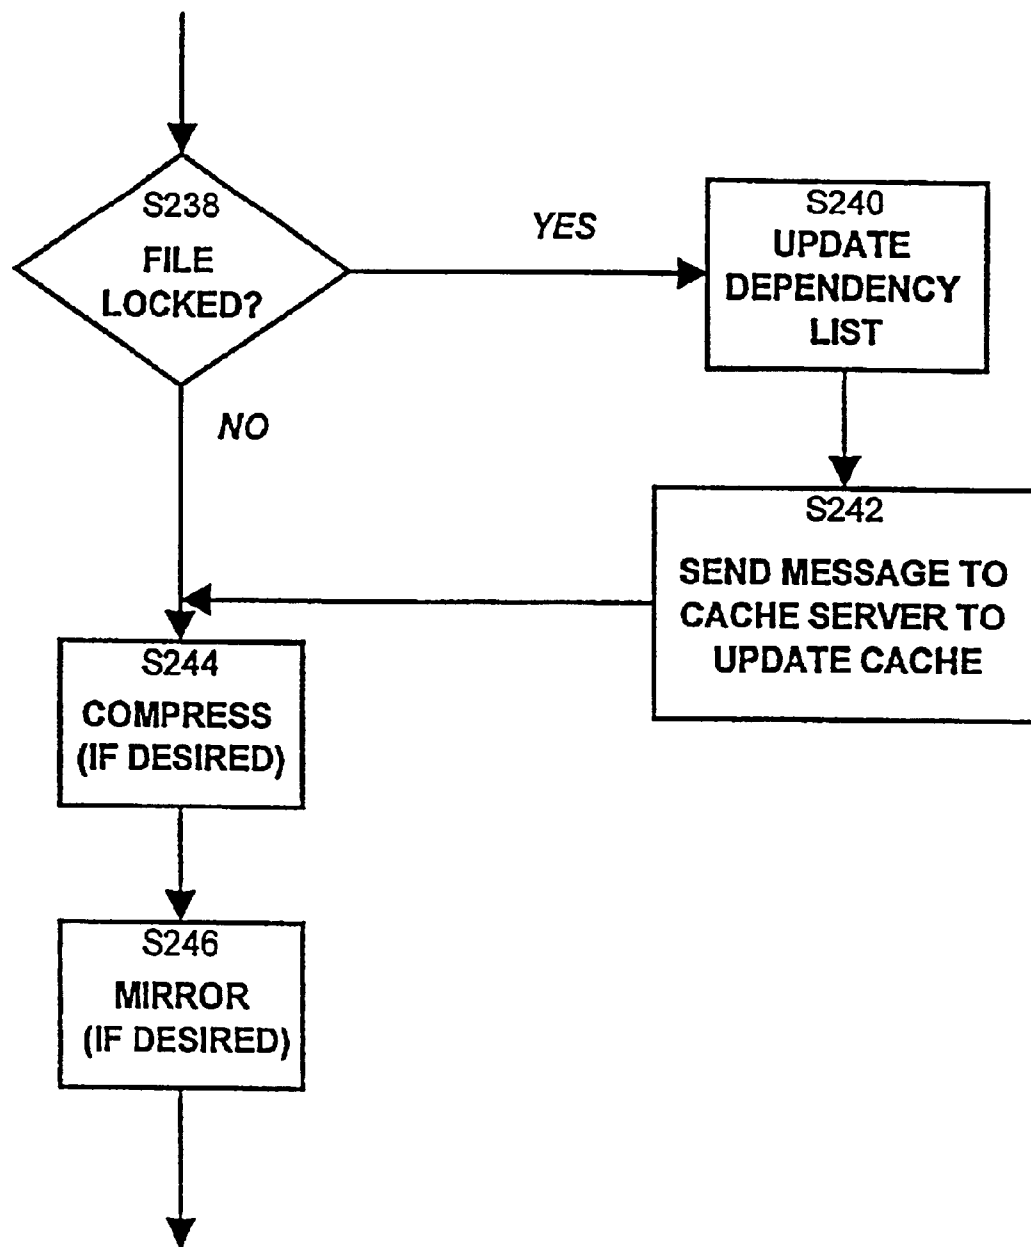 S238
FILE
LOCKED?
YES
S240
UPDATE
DEPENDENCY
LIST
NO
S242
SEND MESSAGE TO
CACHE SERVER TO
UPDATE CACHE
S244
COMPRESS
(IF DESIRED)
S246
MIRROR
(IF DESIRED)